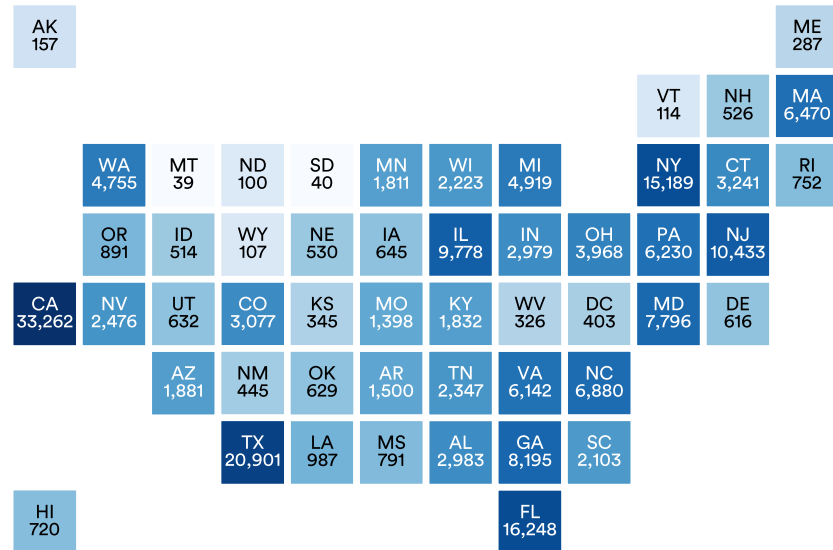 AK
157
ME
287
VT
114
NH
526
MA
6,470
WA
4,755
MT
39
ND
100
SD
40
MN
1,811
WI
2,223
MI
4,919
NY
15,189
CT
3,241
RI
752
OR
891
ID
514
WY
107
NE
530
IA
645
IL
9,778
IN
2,979
OH
3,968
PA
6,230
NJ
10,433
CA
33,262
NV
2,476
UT
632
CO
3,077
KS
345
MO
1,398
KY
1,832
WV
326
DC
403
MD
7,796
DE
616
AZ
1,881
NM
445
OK
629
AR
1,500
TN
2,347
VA
6,142
NC
6,880
TX
20,901
LA
987
MS
791
AL
2,983
GA
8,195
SC
2,103
HI
720
FL
16,248